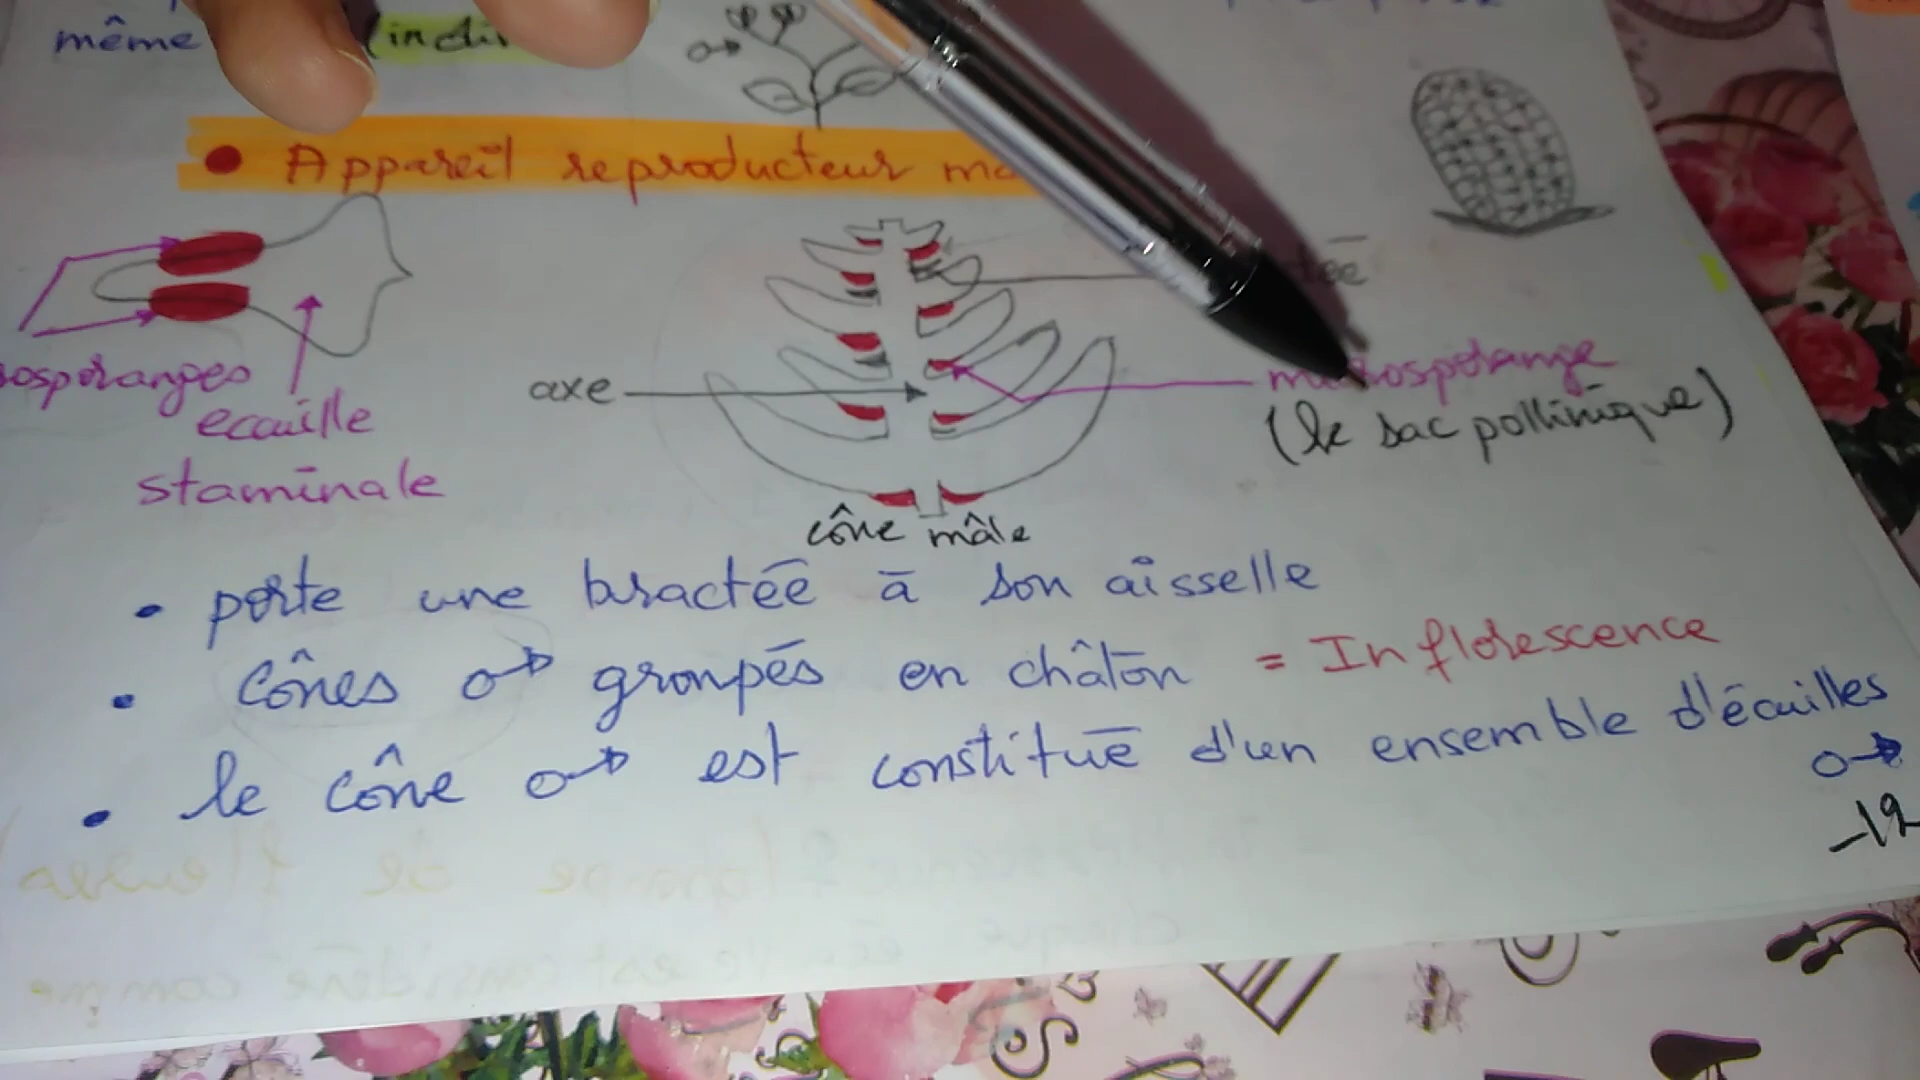 même
• Appareil reproducteur
axe
(le sac pollinique)
ecaille
staminale
cône mâle
• porte une bractée à son aisselle
• cônes groupés en châton = Inflorescence
• le cône est constitué d'un ensemble d'écailles